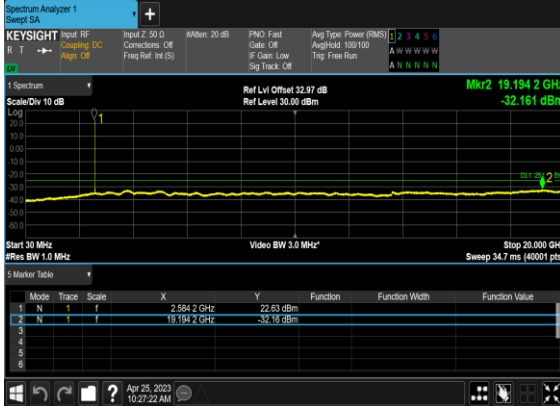 Spectrum Analyzer 1
Swept SA
+
KEYSIGHT Input: RF Input Z: 50 Ω #Atten: 20 dB PNO: Fast Avg Type: Power (RMS) 1 2 3 4 5 6
R T Coupling: DC Corrections: Off Gate: Off Avg|Hold: 100/100 A W W W W W
Align: Off Freq Ref: Int (S) IF Gain: Low Trig: Free Run
Sig Track: Off A N N N N N
1 Spectrum Ref Lvl Offset 32.97 dB Mkr2 19.194 2 GHz
Scale/Div 10 dB Ref Level 30.00 dBm -32.161 dBm
Log
20.0
10.0
0.00
-10.0
-20.0
-30.0
-40.0
-50.0
-60.0
1
2
Start 30 MHz Video BW 3.0 MHz* Stop 20.000 GH
#Res BW 1.0 MHz Sweep 34.7 ms (40001 pts
5 Marker Table
Mode Trace Scale X Y Function Function Width Function Value
1 N 1 f 2.584 2 GHz 22.63 dBm
2 N 1 f 19.194 2 GHz -32.16 dBm
3
4
5
6
? Apr 25, 2023
10:27:22 AM